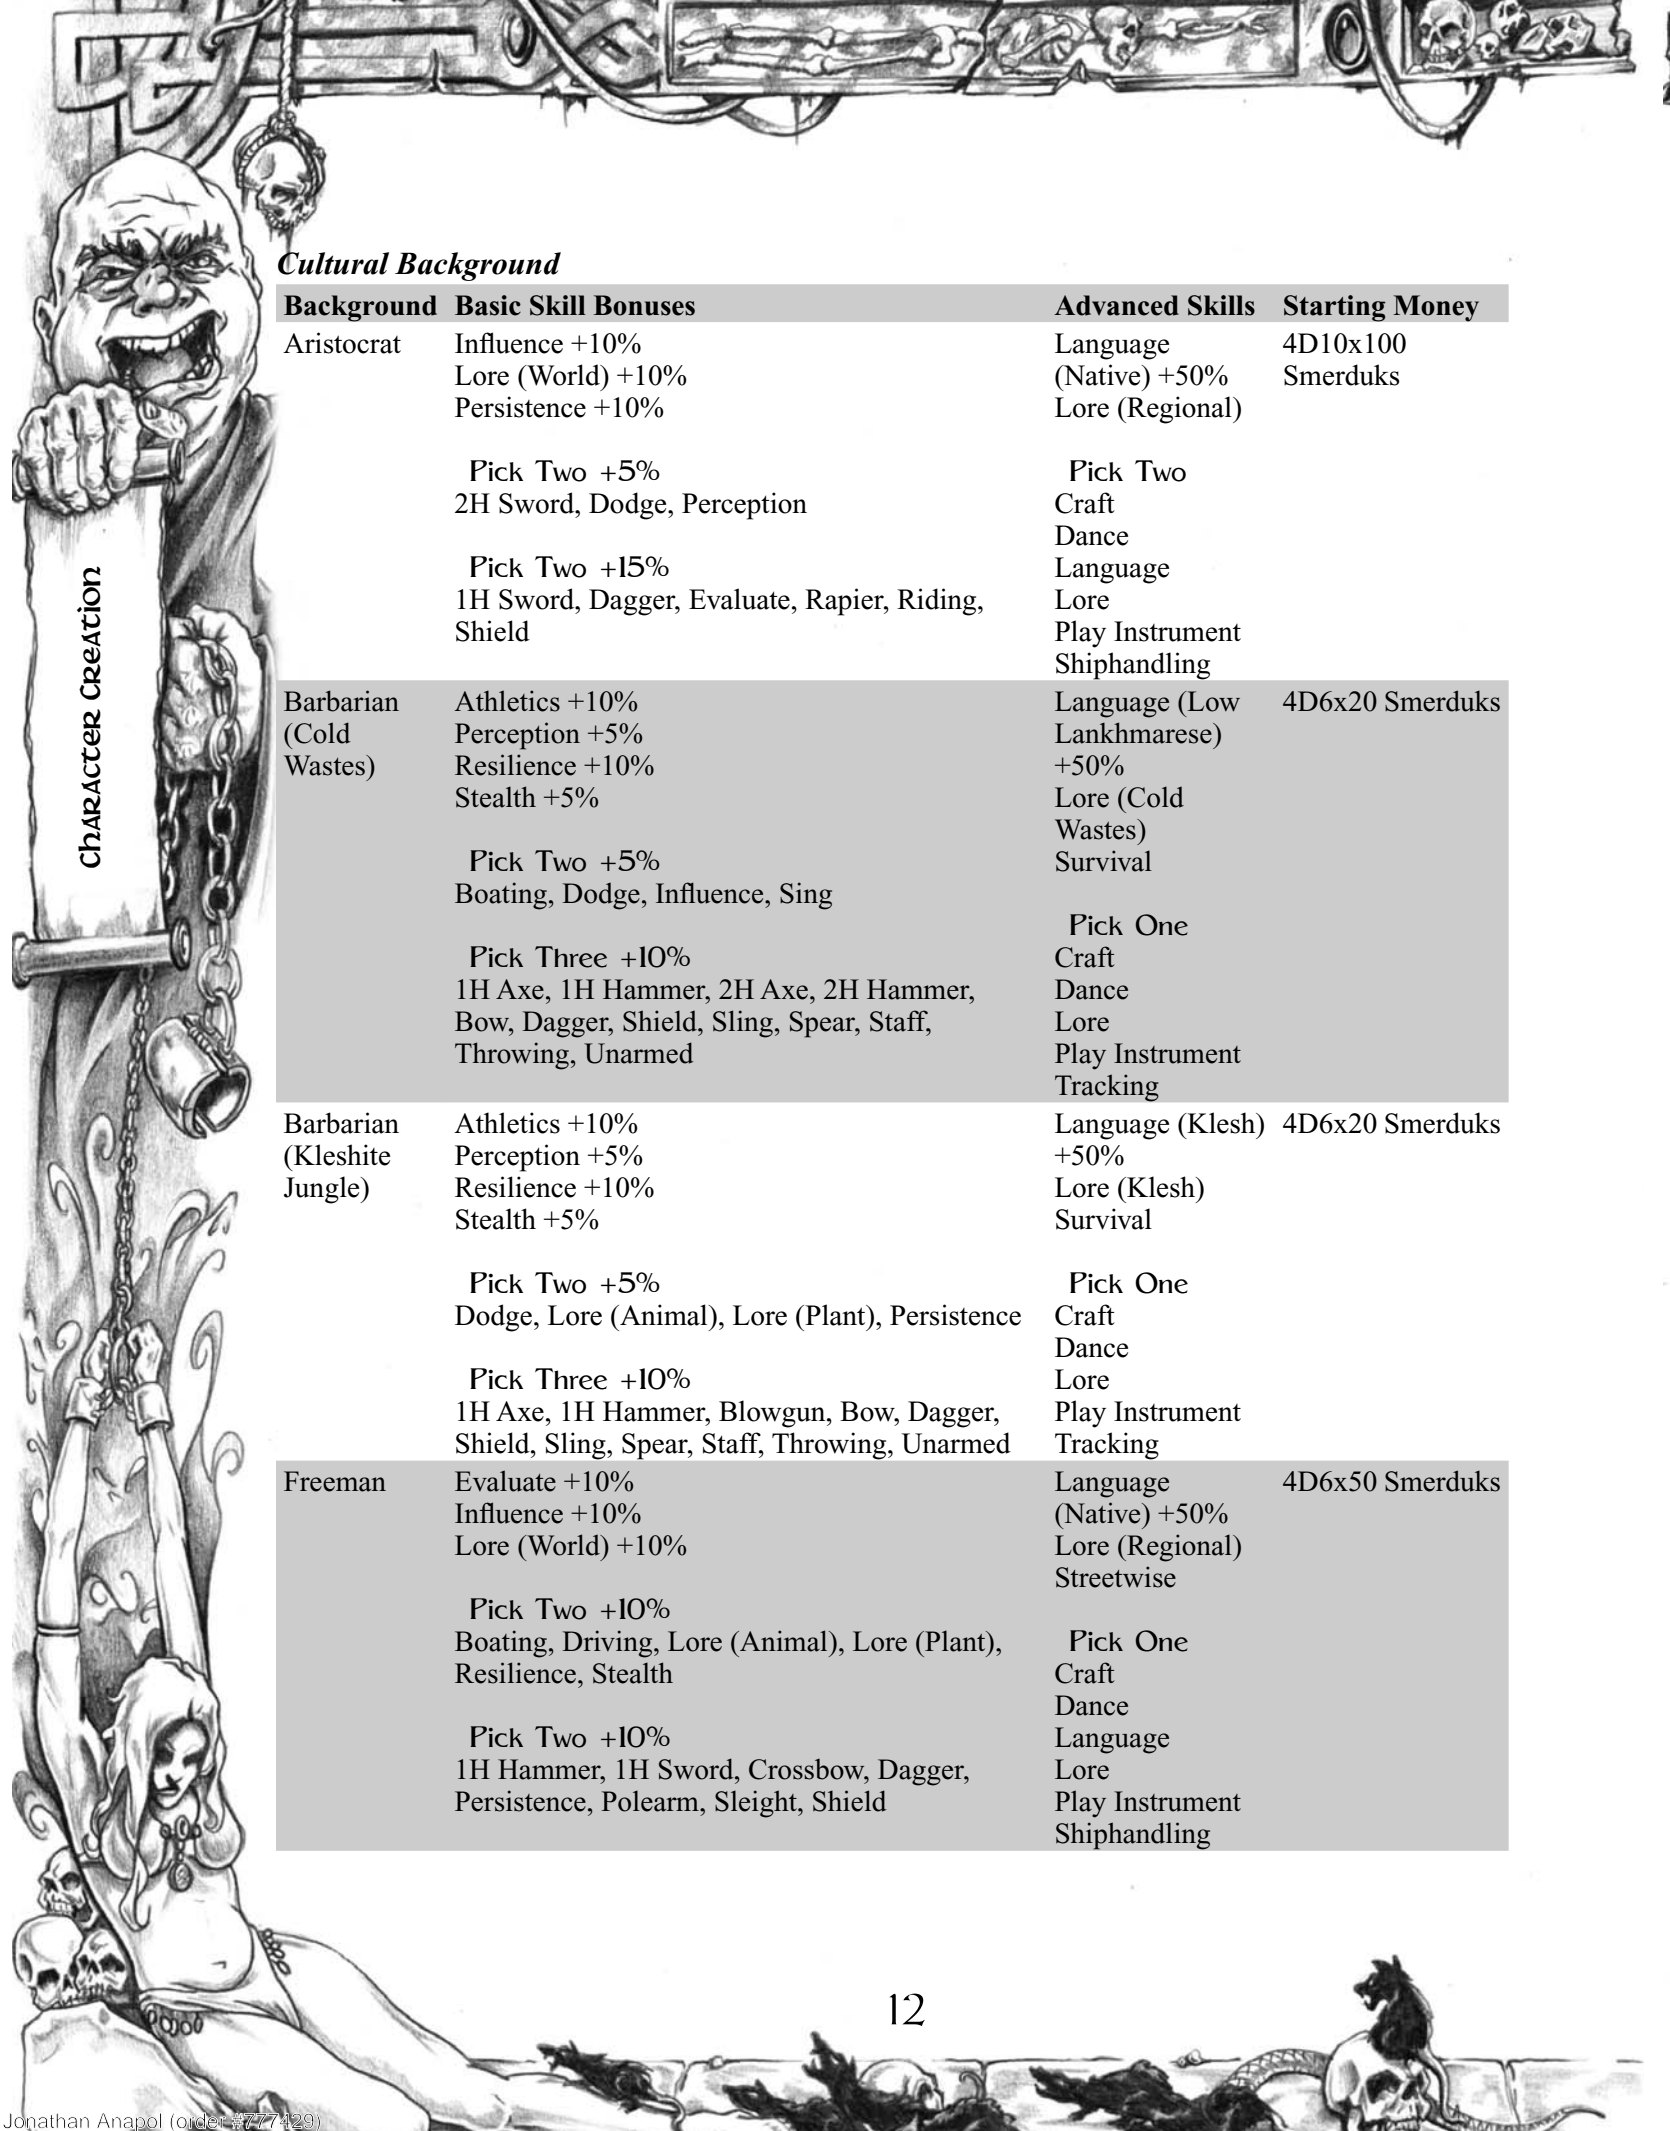 Cultural Background
Background Basic Skill Bonuses Advanced Skills Starting Money
Aristocrat
Influence +10%
Lore (World) +10%
Persistence +10%
Pick Two +5%
2H Sword, Dodge, Perception
Pick Two +15%
1H Sword, Dagger, Evaluate, Rapier, Riding,
Shield
Language
(Native) +50%
Lore (Regional)
Pick Two
Craft
Dance
Language
Lore
Play Instrument
Shiphandling
4D10x100
Smerduks
Barbarian
(Cold
Wastes)
Athletics +10%
Perception +5%
Resilience +10%
Stealth +5%
Pick Two +5%
Boating, Dodge, Influence, Sing
Pick Three +10%
1H Axe, 1H Hammer, 2H Axe, 2H Hammer,
Bow, Dagger, Shield, Sling, Spear, Staff,
Throwing, Unarmed
Language (Low
Lankhmarese)
+50%
Lore (Cold
Wastes)
Survival
Pick One
Craft
Dance
Lore
Play Instrument
Tracking
4D6x20 Smerduks
Barbarian
(Kleshite
Jungle)
Athletics +10%
Perception +5%
Resilience +10%
Stealth +5%
Pick Two +5%
Dodge, Lore (Animal), Lore (Plant), Persistence
Pick Three +10%
1H Axe, 1H Hammer, Blowgun, Bow, Dagger,
Shield, Sling, Spear, Staff, Throwing, Unarmed
Language (Klesh)
+50%
Lore (Klesh)
Survival
Pick One
Craft
Dance
Lore
Play Instrument
Tracking
4D6x20 Smerduks
Freeman
Evaluate +10%
Influence +10%
Lore (World) +10%
Pick Two +10%
Boating, Driving, Lore (Animal), Lore (Plant),
Resilience, Stealth
Pick Two +10%
1H Hammer, 1H Sword, Crossbow, Dagger,
Persistence, Polearm, Sleight, Shield
Language
(Native) +50%
Lore (Regional)
Streetwise
Pick One
Craft
Dance
Language
Lore
Play Instrument
Shiphandling
4D6x50 Smerduks
Character Creation
12
Jonathan Anapol (order #777429)